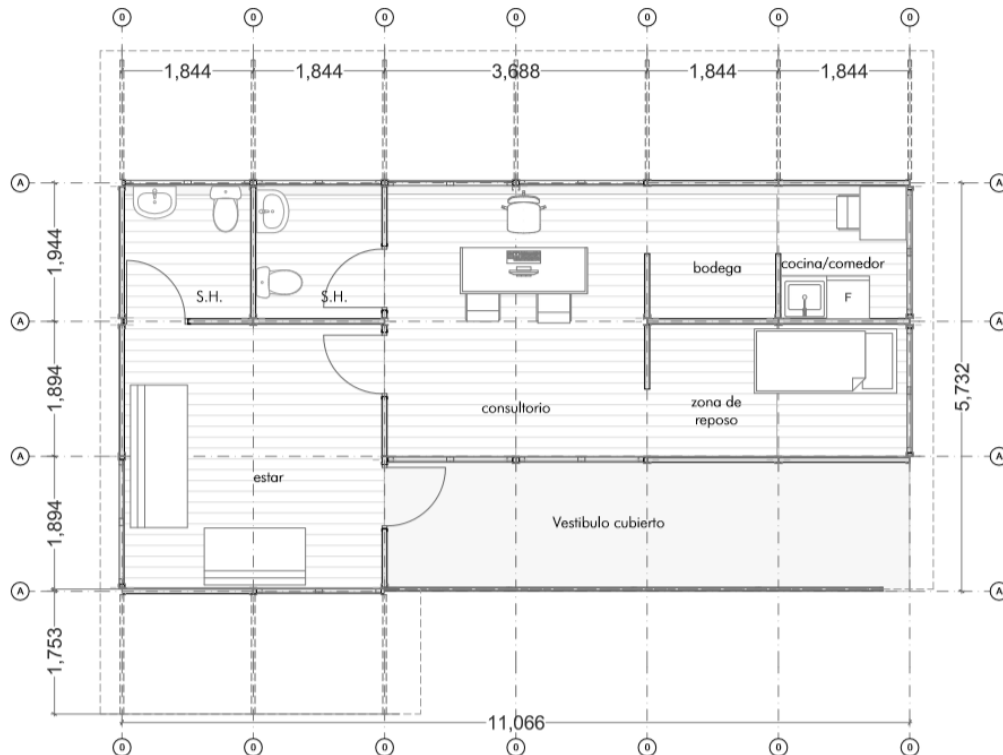 0 0 0 0 0 0 0
1,844 1,844 3,688 1,844 1,844
A A
1,944
bodega
cocina/comedor
S.H.
S.H.
F
A A
1,894
5,732
consultorio
zona de
reposo
A A
estar
1,894
Vestíbulo cubierto
A A
1,753
11,066
0 0 0 0 0 0 0